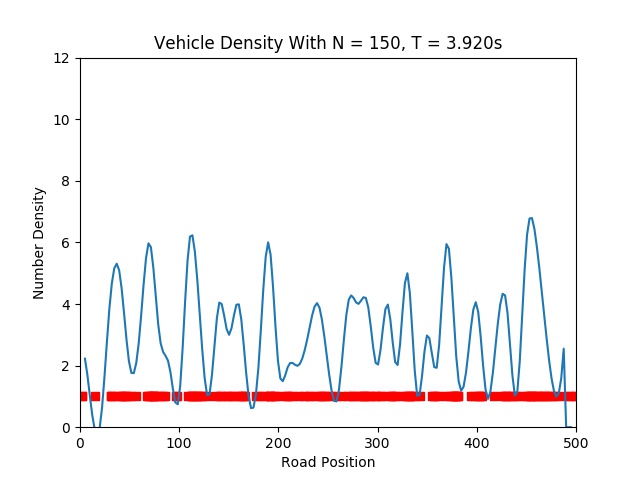 Vehicle Density With N = 150, T = 3.920s
12
10
8
6
4
2
0
Number Density
0 100 200 300 400 500
Road Position